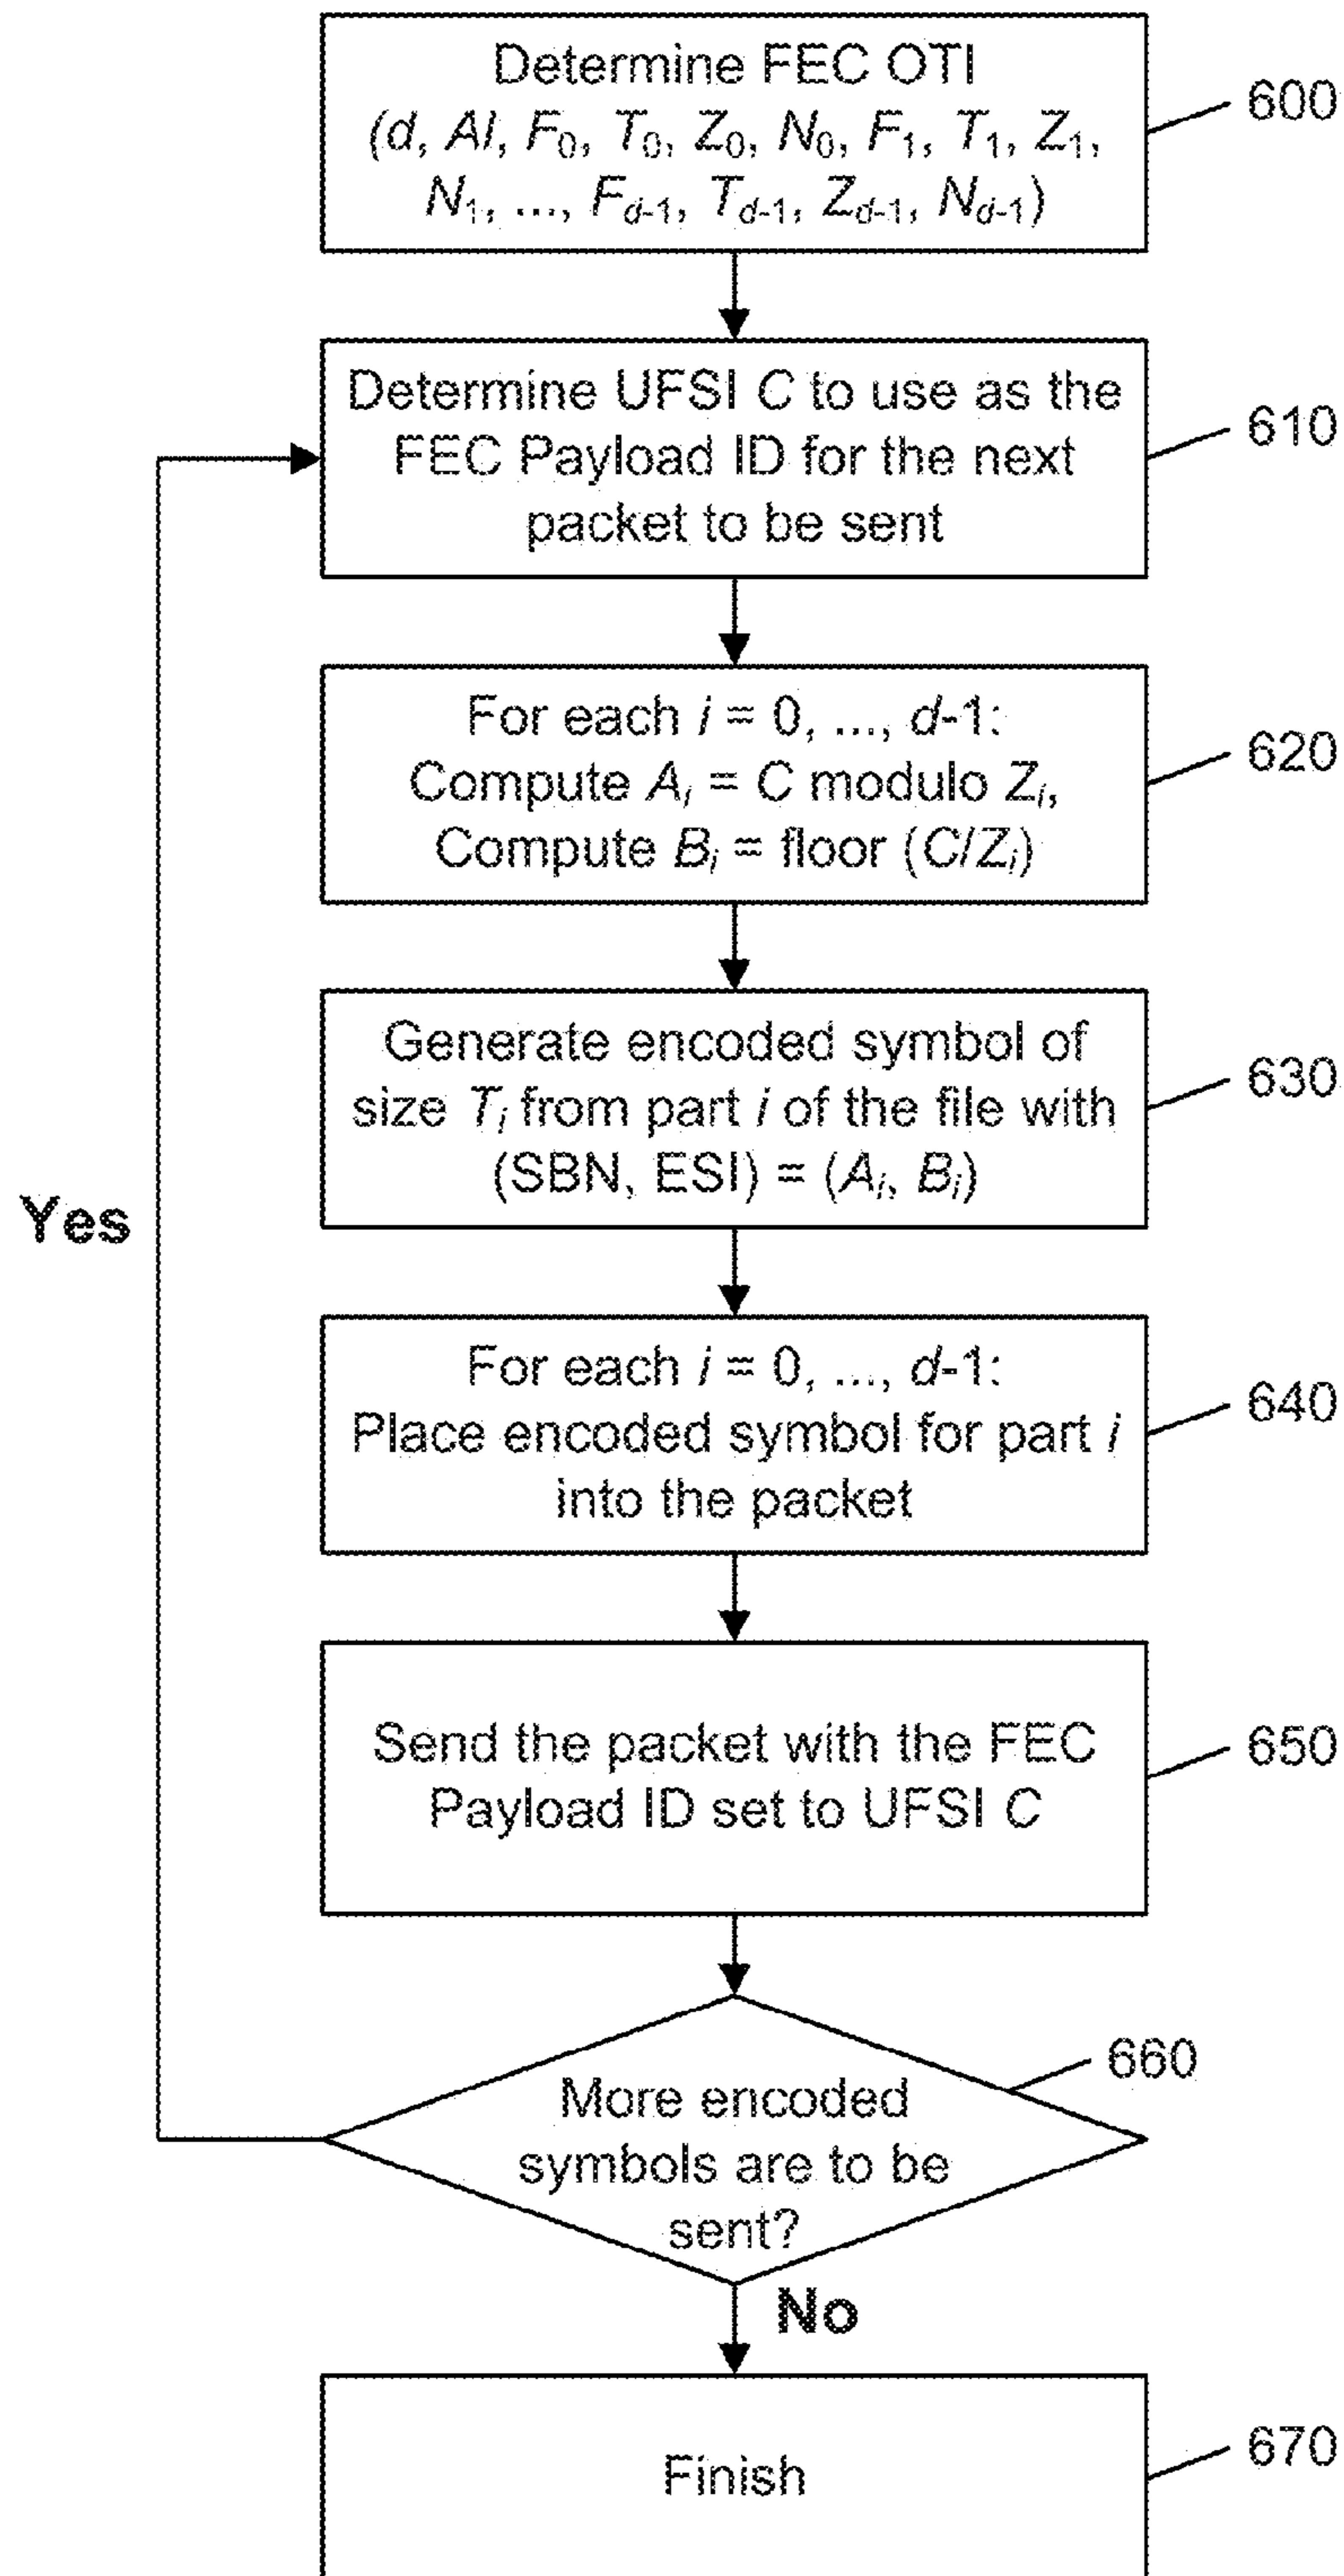 Determine FEC OTI
(d, Al, F₀, T₀, Z₀, N₀, F₁, T₁, Z₁,
N₁, ..., F_d-1, T_d-1, Z_d-1, N_d-1)
600
Determine UFSI C to use as the
FEC Payload ID for the next
packet to be sent
610
For each i = 0, ..., d-1:
Compute Aᵢ = C modulo Zᵢ,
Compute Bᵢ = floor (C/Zᵢ)
620
Generate encoded symbol of
size Tᵢ from part i of the file with
(SBN, ESI) = (Aᵢ, Bᵢ)
630
Yes
For each i = 0, ..., d-1:
Place encoded symbol for part i
into the packet
640
Send the packet with the FEC
Payload ID set to UFSI C
650
More encoded
symbols are to be
sent?
660
No
Finish
670